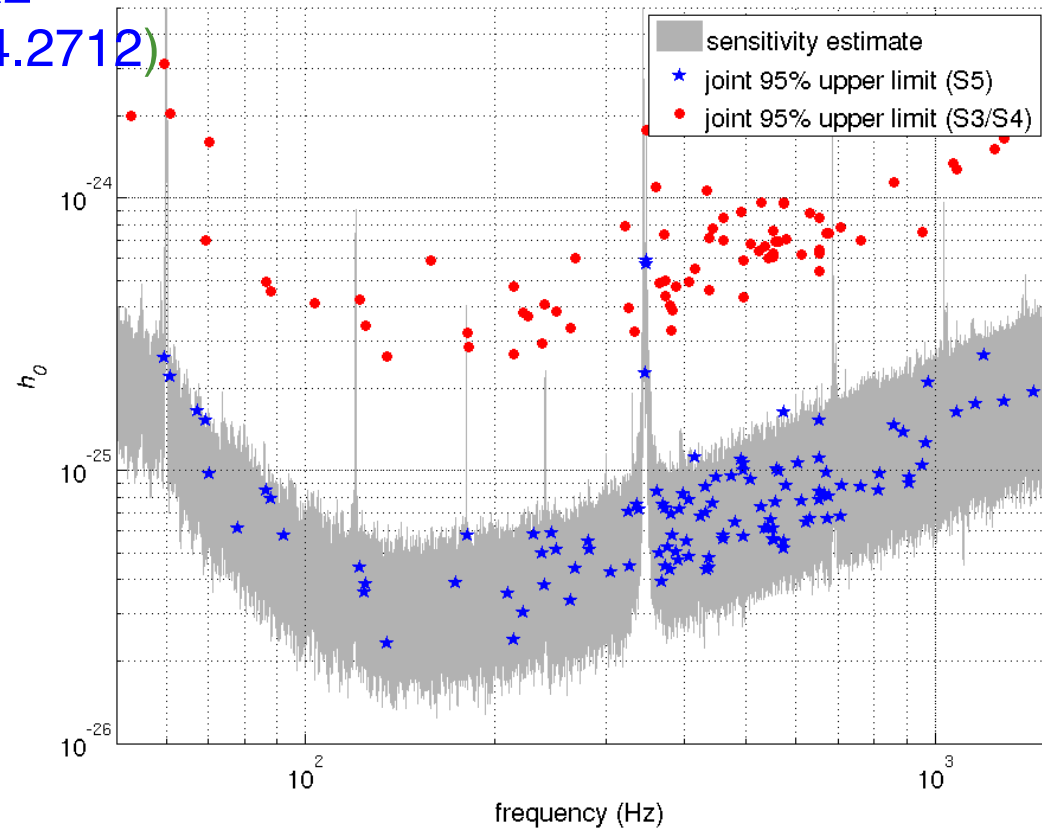 4.2712)
sensitivity estimate
joint 95% upper limit (S5)
joint 95% upper limit (S3/S4)
10^-24
10^-25
10^-26
h_0
10^2
10^3
frequency (Hz)